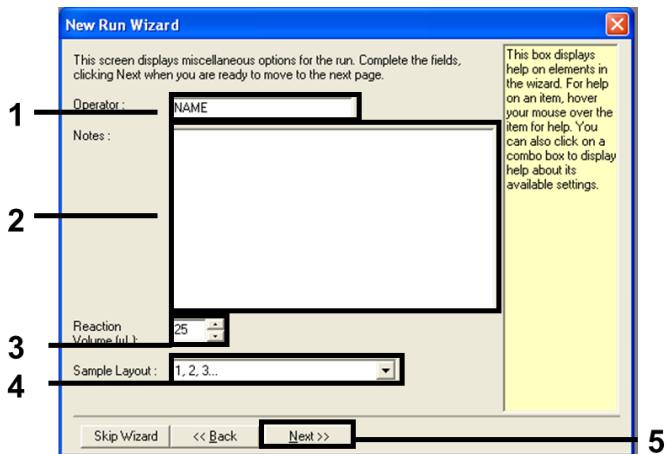 New Run Wizard
This screen displays miscellaneous options for the run. Complete the fields,
clicking Next when you are ready to move to the next page.
1
Operator :
NAME
Notes :
2
Reaction
Volume (µL):
25
3
Sample Layout :
1, 2, 3...
4
Skip Wizard
<< Back
Next >>
5
This box displays
help on elements in
the wizard. For help
on an item, hover
your mouse over the
item for help. You
can also click on a
combo box to display
help about its
available settings.